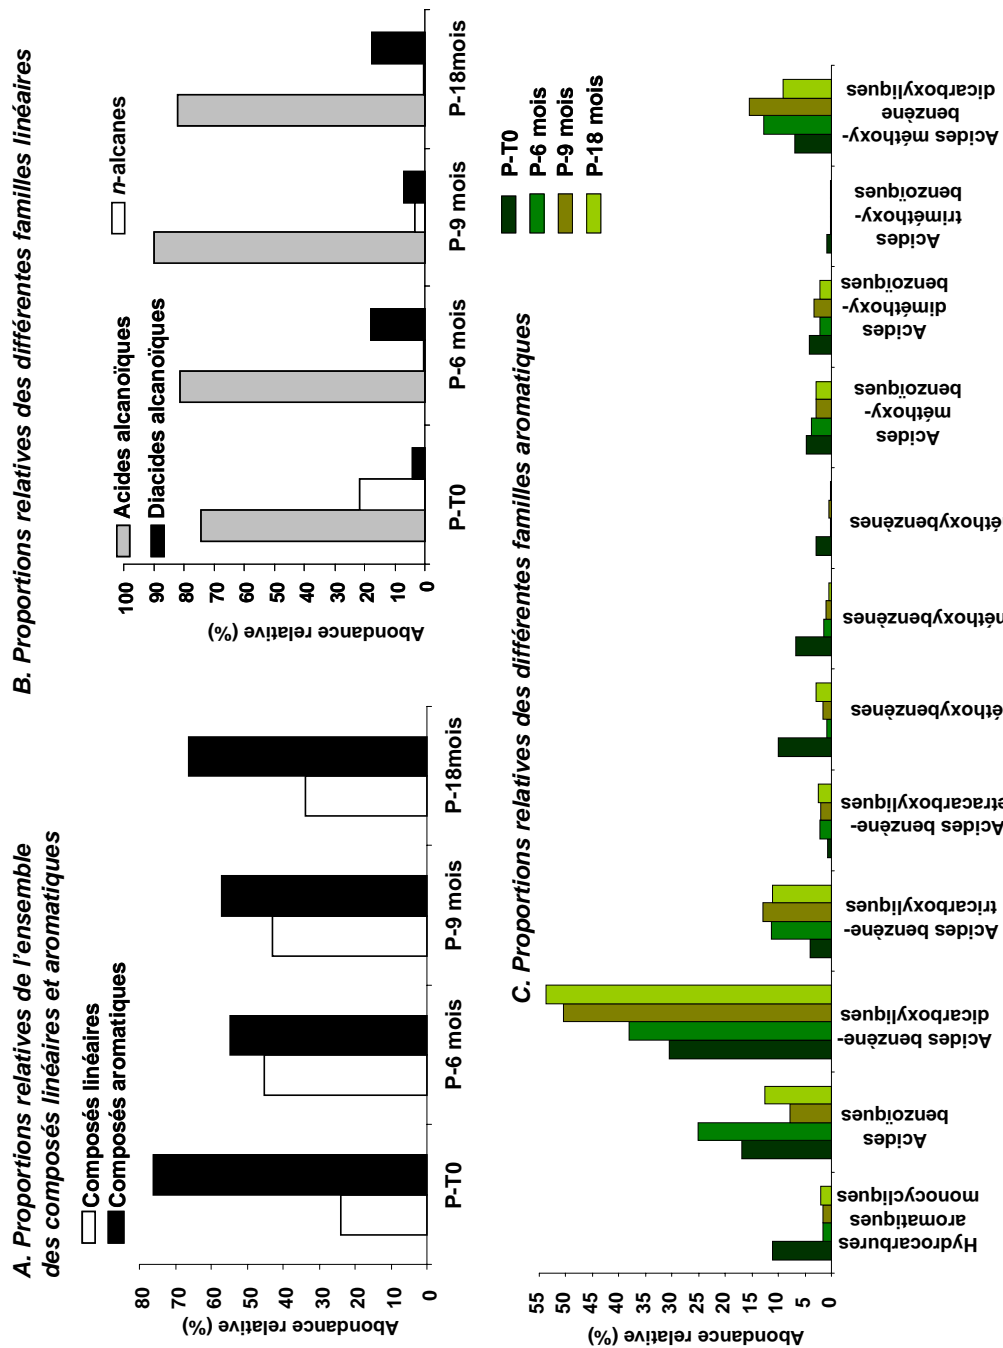 A. Proportions relatives de l'ensemble
des composés linéaires et aromatiques
Composés linéaires
Composés aromatiques
Abondance relative (%)
80
70
60
50
40
30
20
10
0
P-T0
P-6 mois
P-9 mois
P-18mois
B. Proportions relatives des différentes familles linéaires
Acides alcanoïques
n-alcanes
Diacides alcanoïques
Abondance relative (%)
100
90
80
70
60
50
40
30
20
10
0
P-T0
P-6 mois
P-9 mois
P-18mois
C. Proportions relatives des différentes familles aromatiques
P-T0
P-6 mois
P-9 mois
P-18 mois
Abondance relative (%)
55
50
45
40
35
30
25
20
15
10
5
0
Hydrocarbures
aromatiques
monocycliques
Acides
benzoïques
Acides benzène-
dicarboxyliques
Acides benzène-
tricarboxyliques
Acides benzène-
etracarboxyliques
éthoxybenzènes
éthoxybenzènes
éthoxybenzènes
Acides
méthoxy-
benzoïques
Acides
diméthoxy-
benzoïques
Acides
triméthoxy-
benzoïques
Acides méthoxy-
benzène
dicarboxyliques